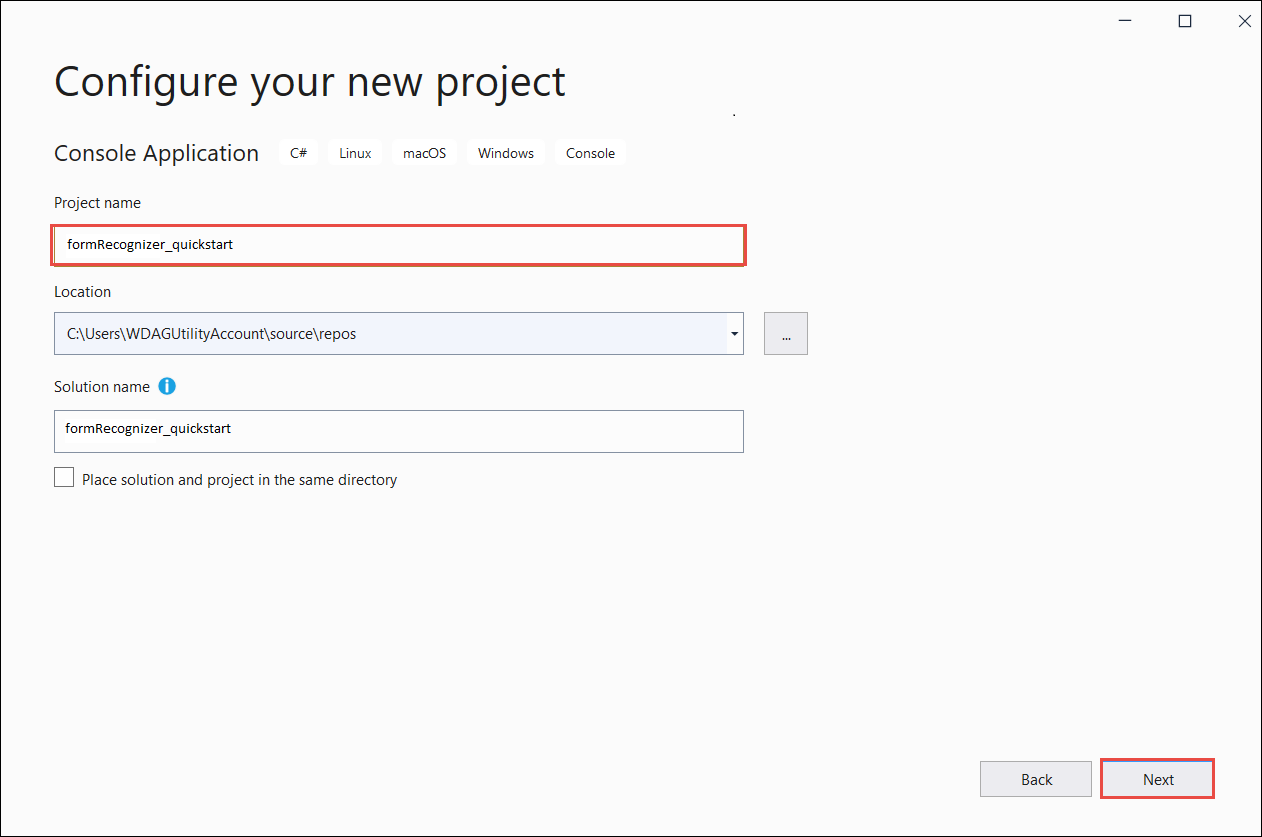 Configure your new project
Console Application C# Linux macOS Windows Console
Project name
formRecognizer_quickstart
Location
C:\Users\WDAGUtilityAccount\source\repos
...
Solution name
formRecognizer_quickstart
Place solution and project in the same directory
Back Next